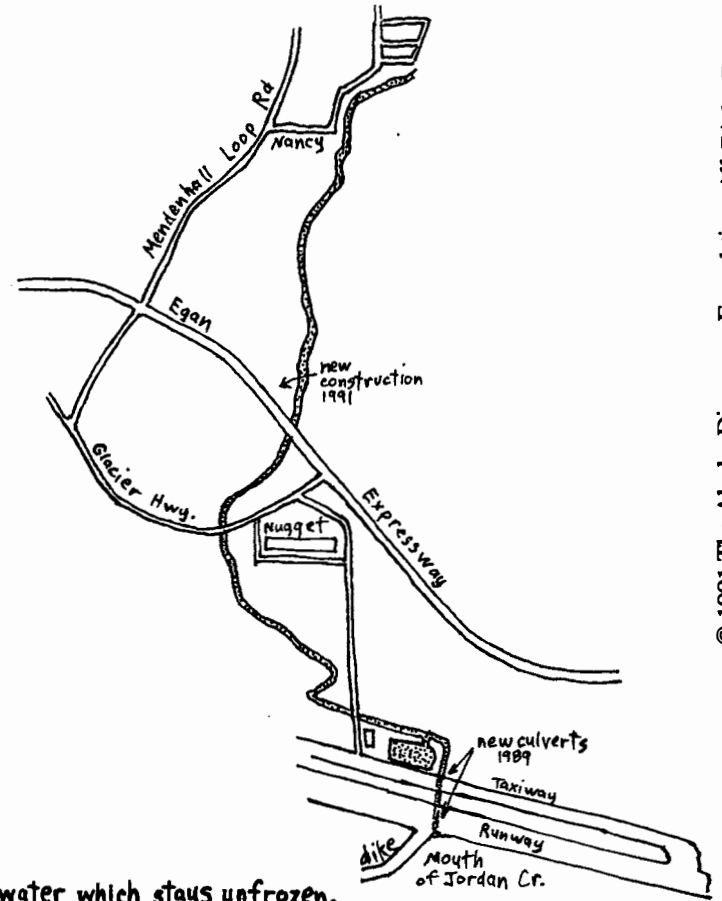 Mendenhall Loop Rd
Nancy
Egan
new
construction
1991
Glacier Hwy.
Nugget
Expressway
new culverts
1989
Taxiway
Runway
dike
Mouth
of Jordan Cr.
water which stays unfrozen.